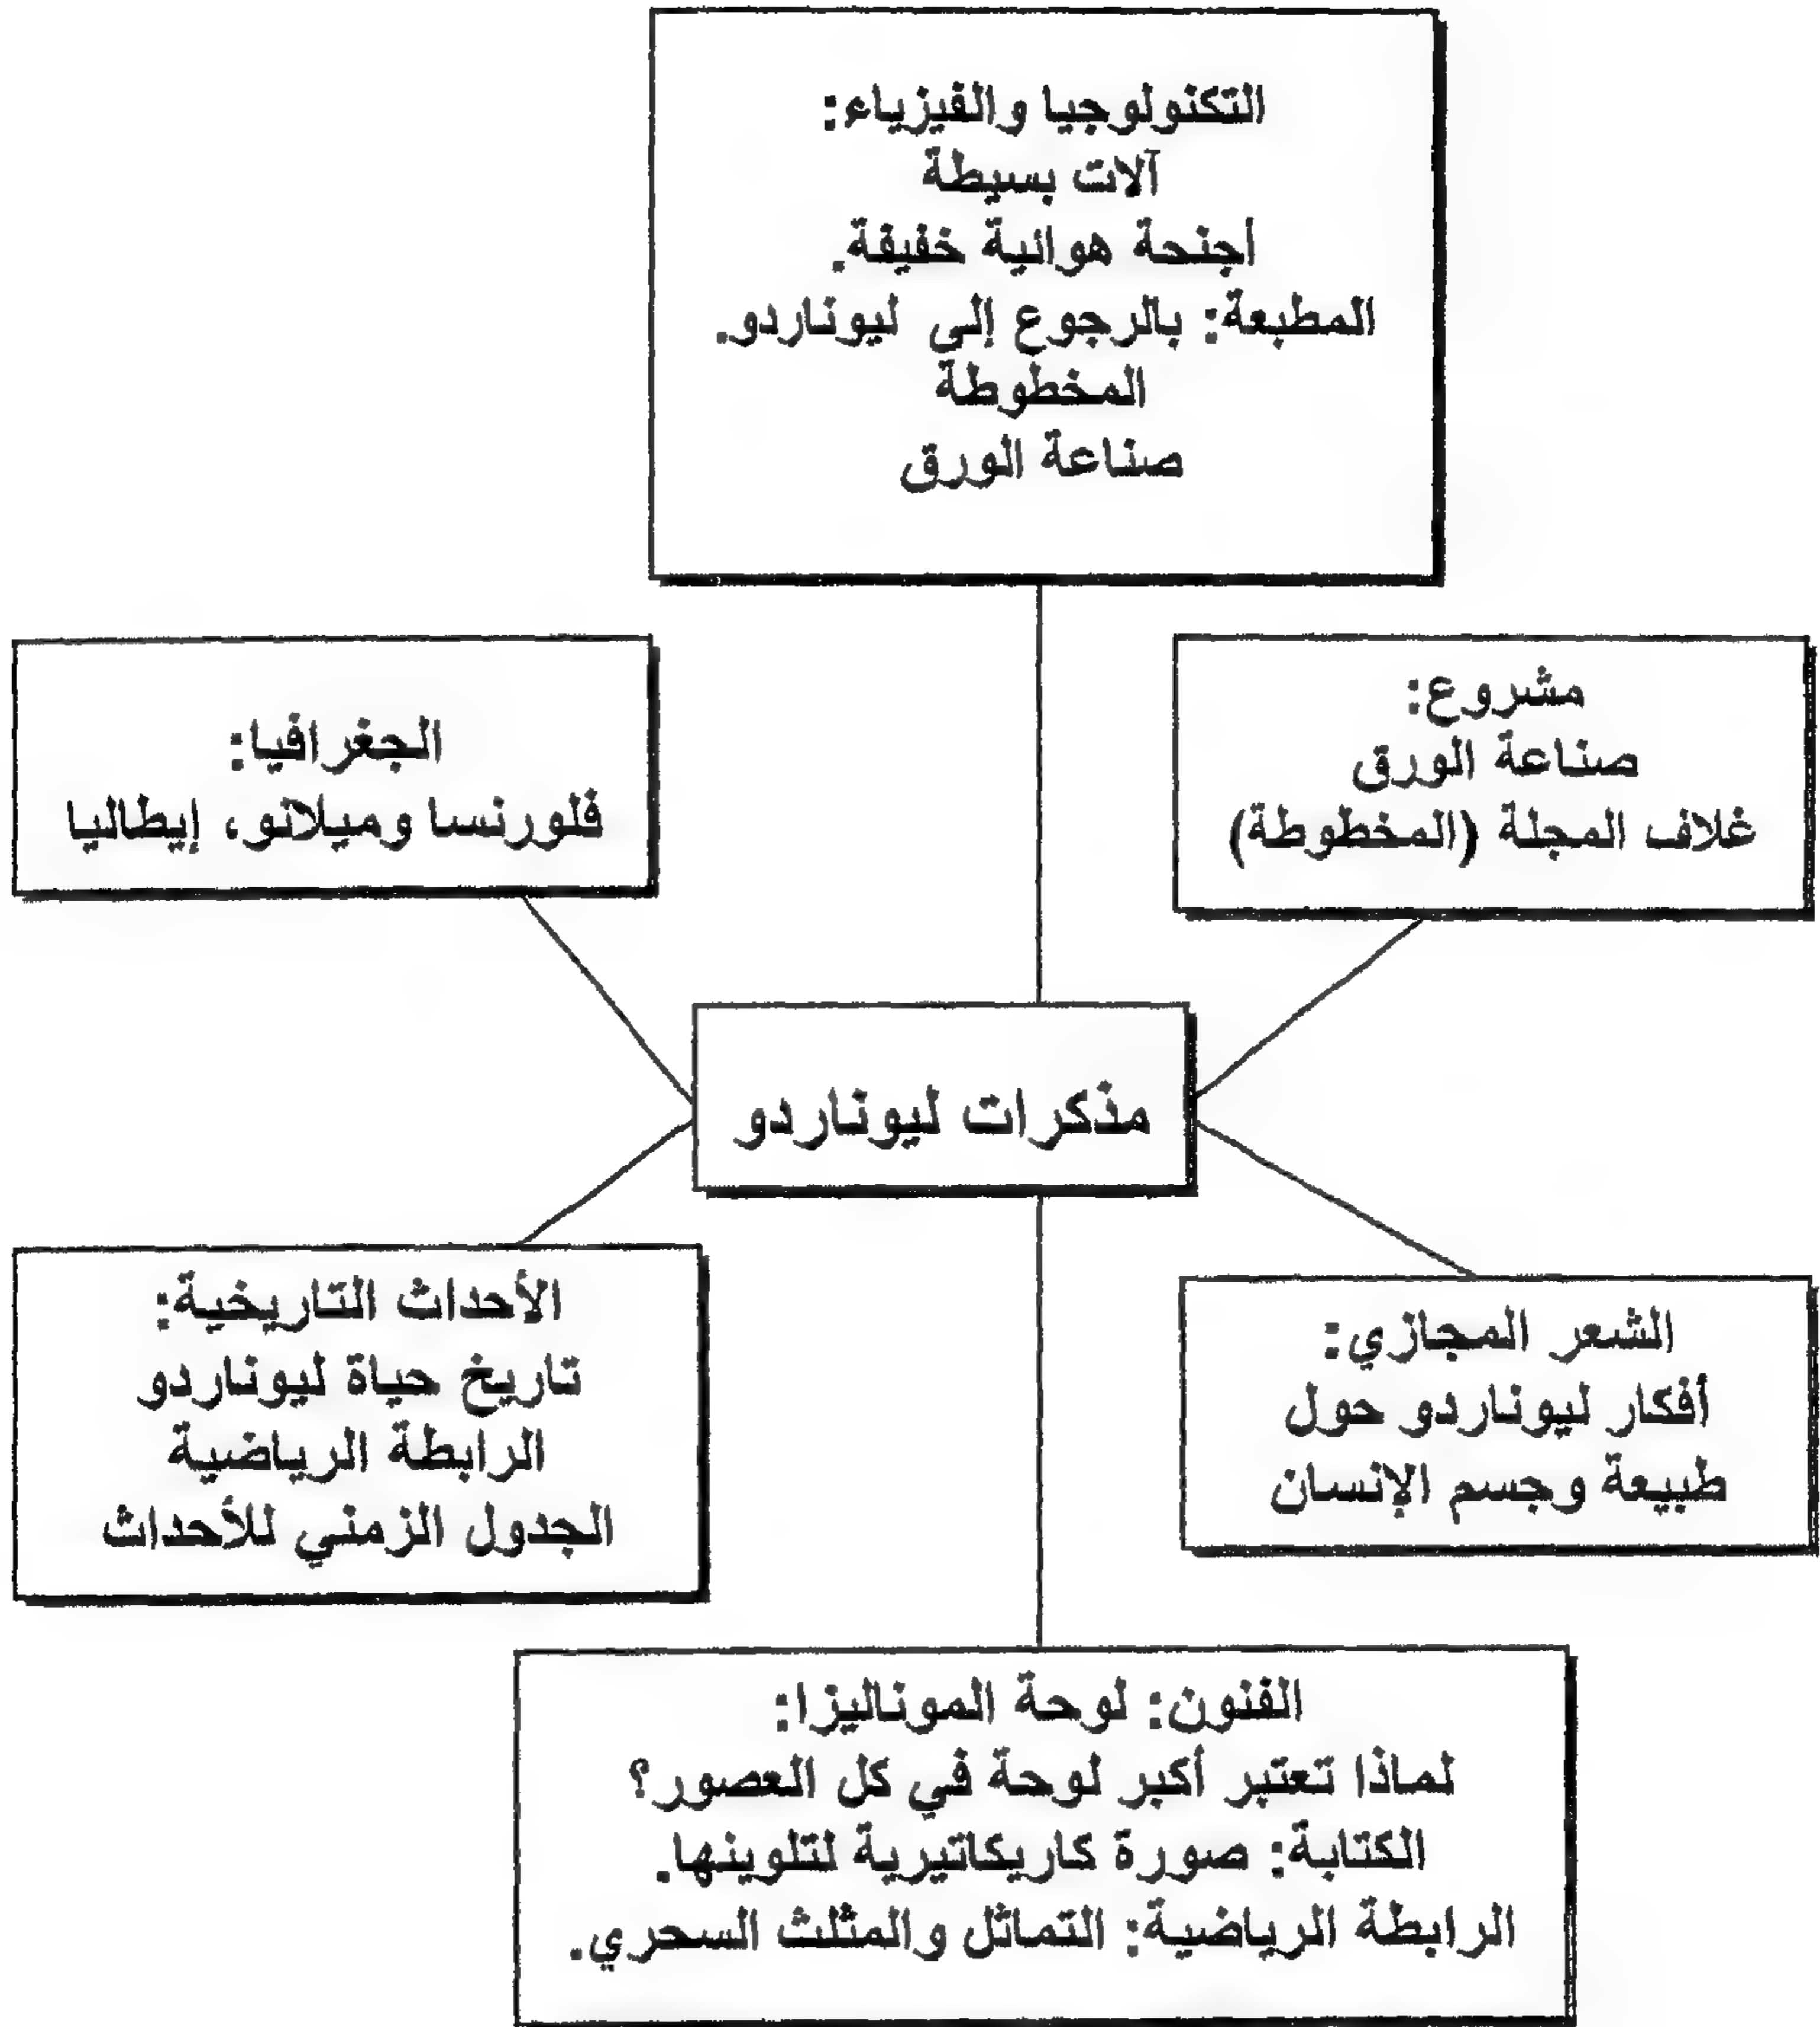 التكنولوجيا والفيزياء:
آلات بسيطة
أجنحة هوائية خفيفة.
المطبعة: بالرجوع إلى ليوناردو.
المخطوطة
صناعة الورق
مشروع:
صناعة الورق
غلاف المجلة (المخطوطة)
الجغرافيا:
فلورنسا وميلانو، إيطاليا
مذكرات ليوناردو
الشعر المجازي:
أفكار ليوناردو حول
طبيعة وجسم الإنسان
الأحداث التاريخية:
تاريخ حياة ليوناردو
الرابطة الرياضية
الجدول الزمني للأحداث
الفنون: لوحة الموناليزا:
لماذا تعتبر أكبر لوحة في كل العصور؟
الكتابة: صورة كاريكاتيرية لتلوينها.
الرابطة الرياضية: التماثل والمثلث السحري.